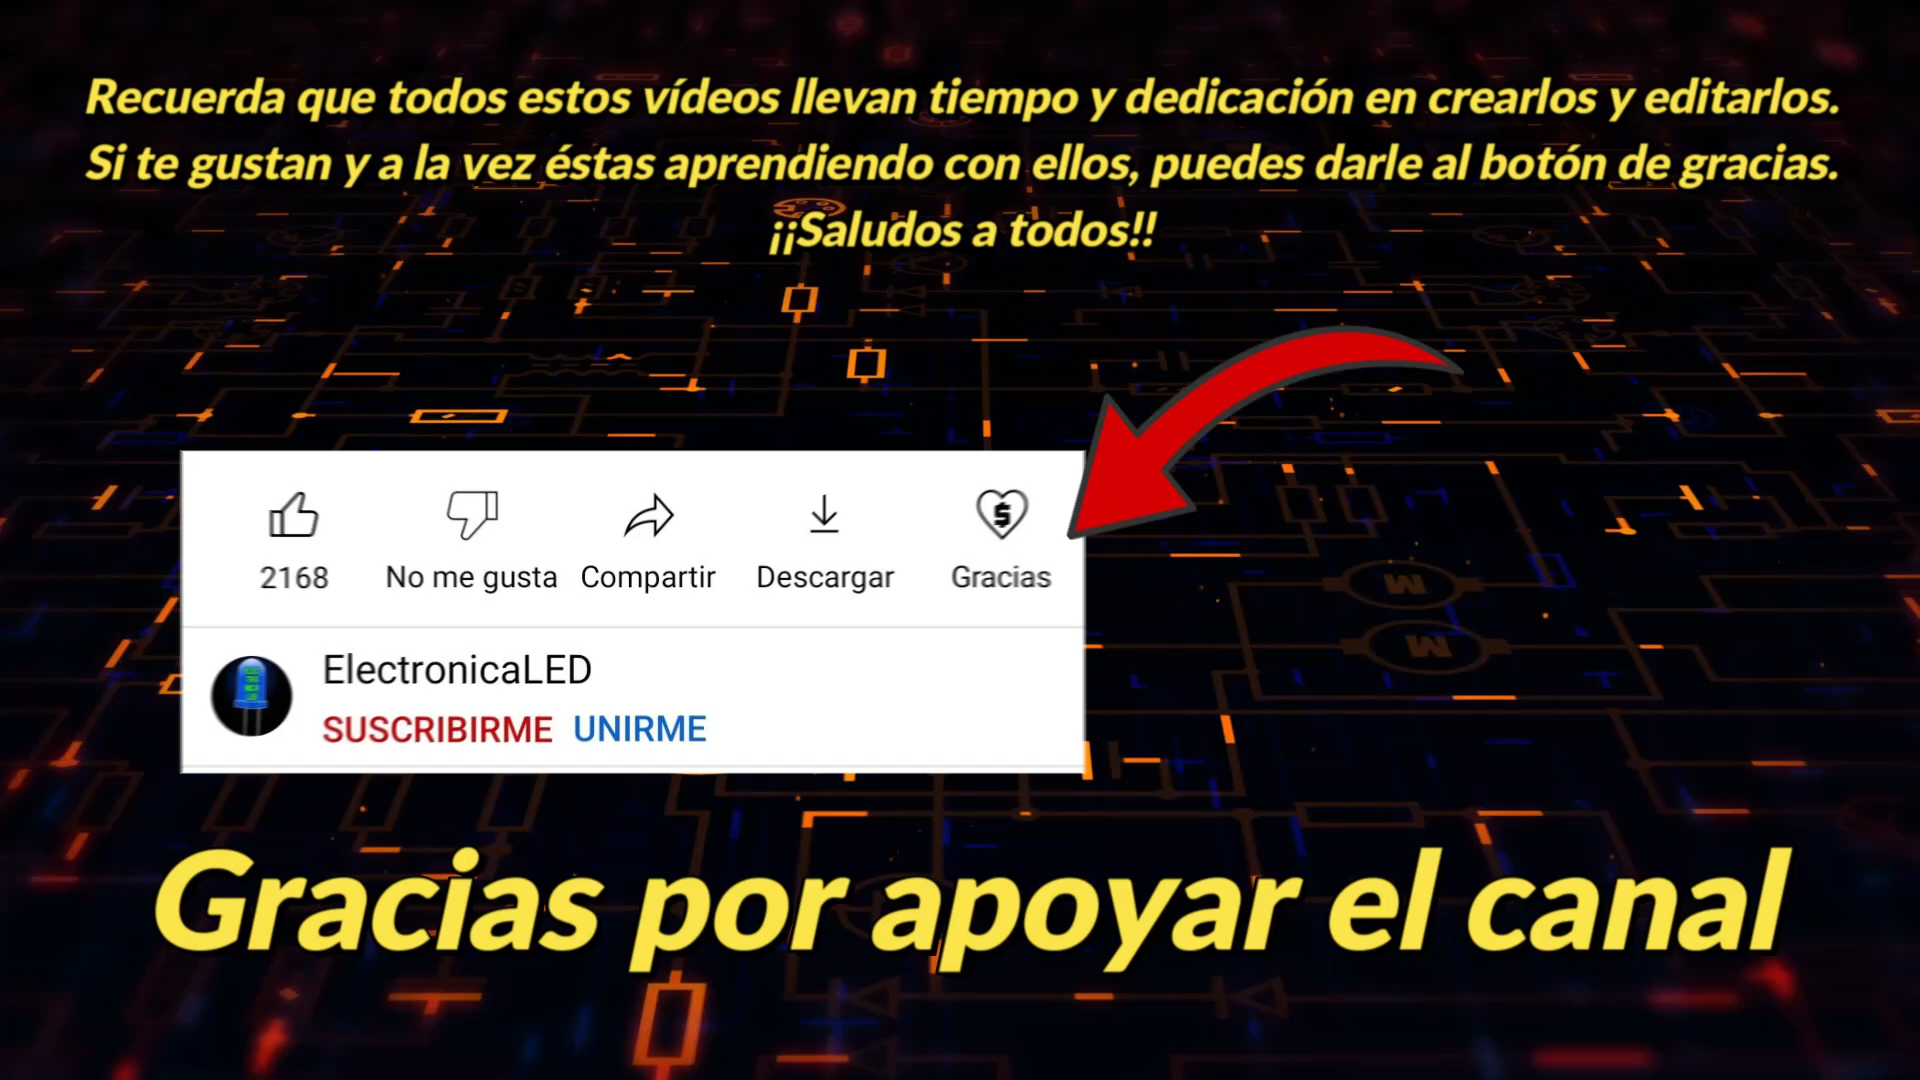 Recuerda que todos estos vídeos llevan tiempo y dedicación en crearlos y editarlos.
Si te gustan y a la vez éstas aprendiendo con ellos, puedes darle al botón de gracias.
¡¡Saludos a todos!!
2168 No me gusta Compartir Descargar Gracias
ElectronicaLED
SUSCRIBIRME UNIRME
Gracias por apoyar el canal